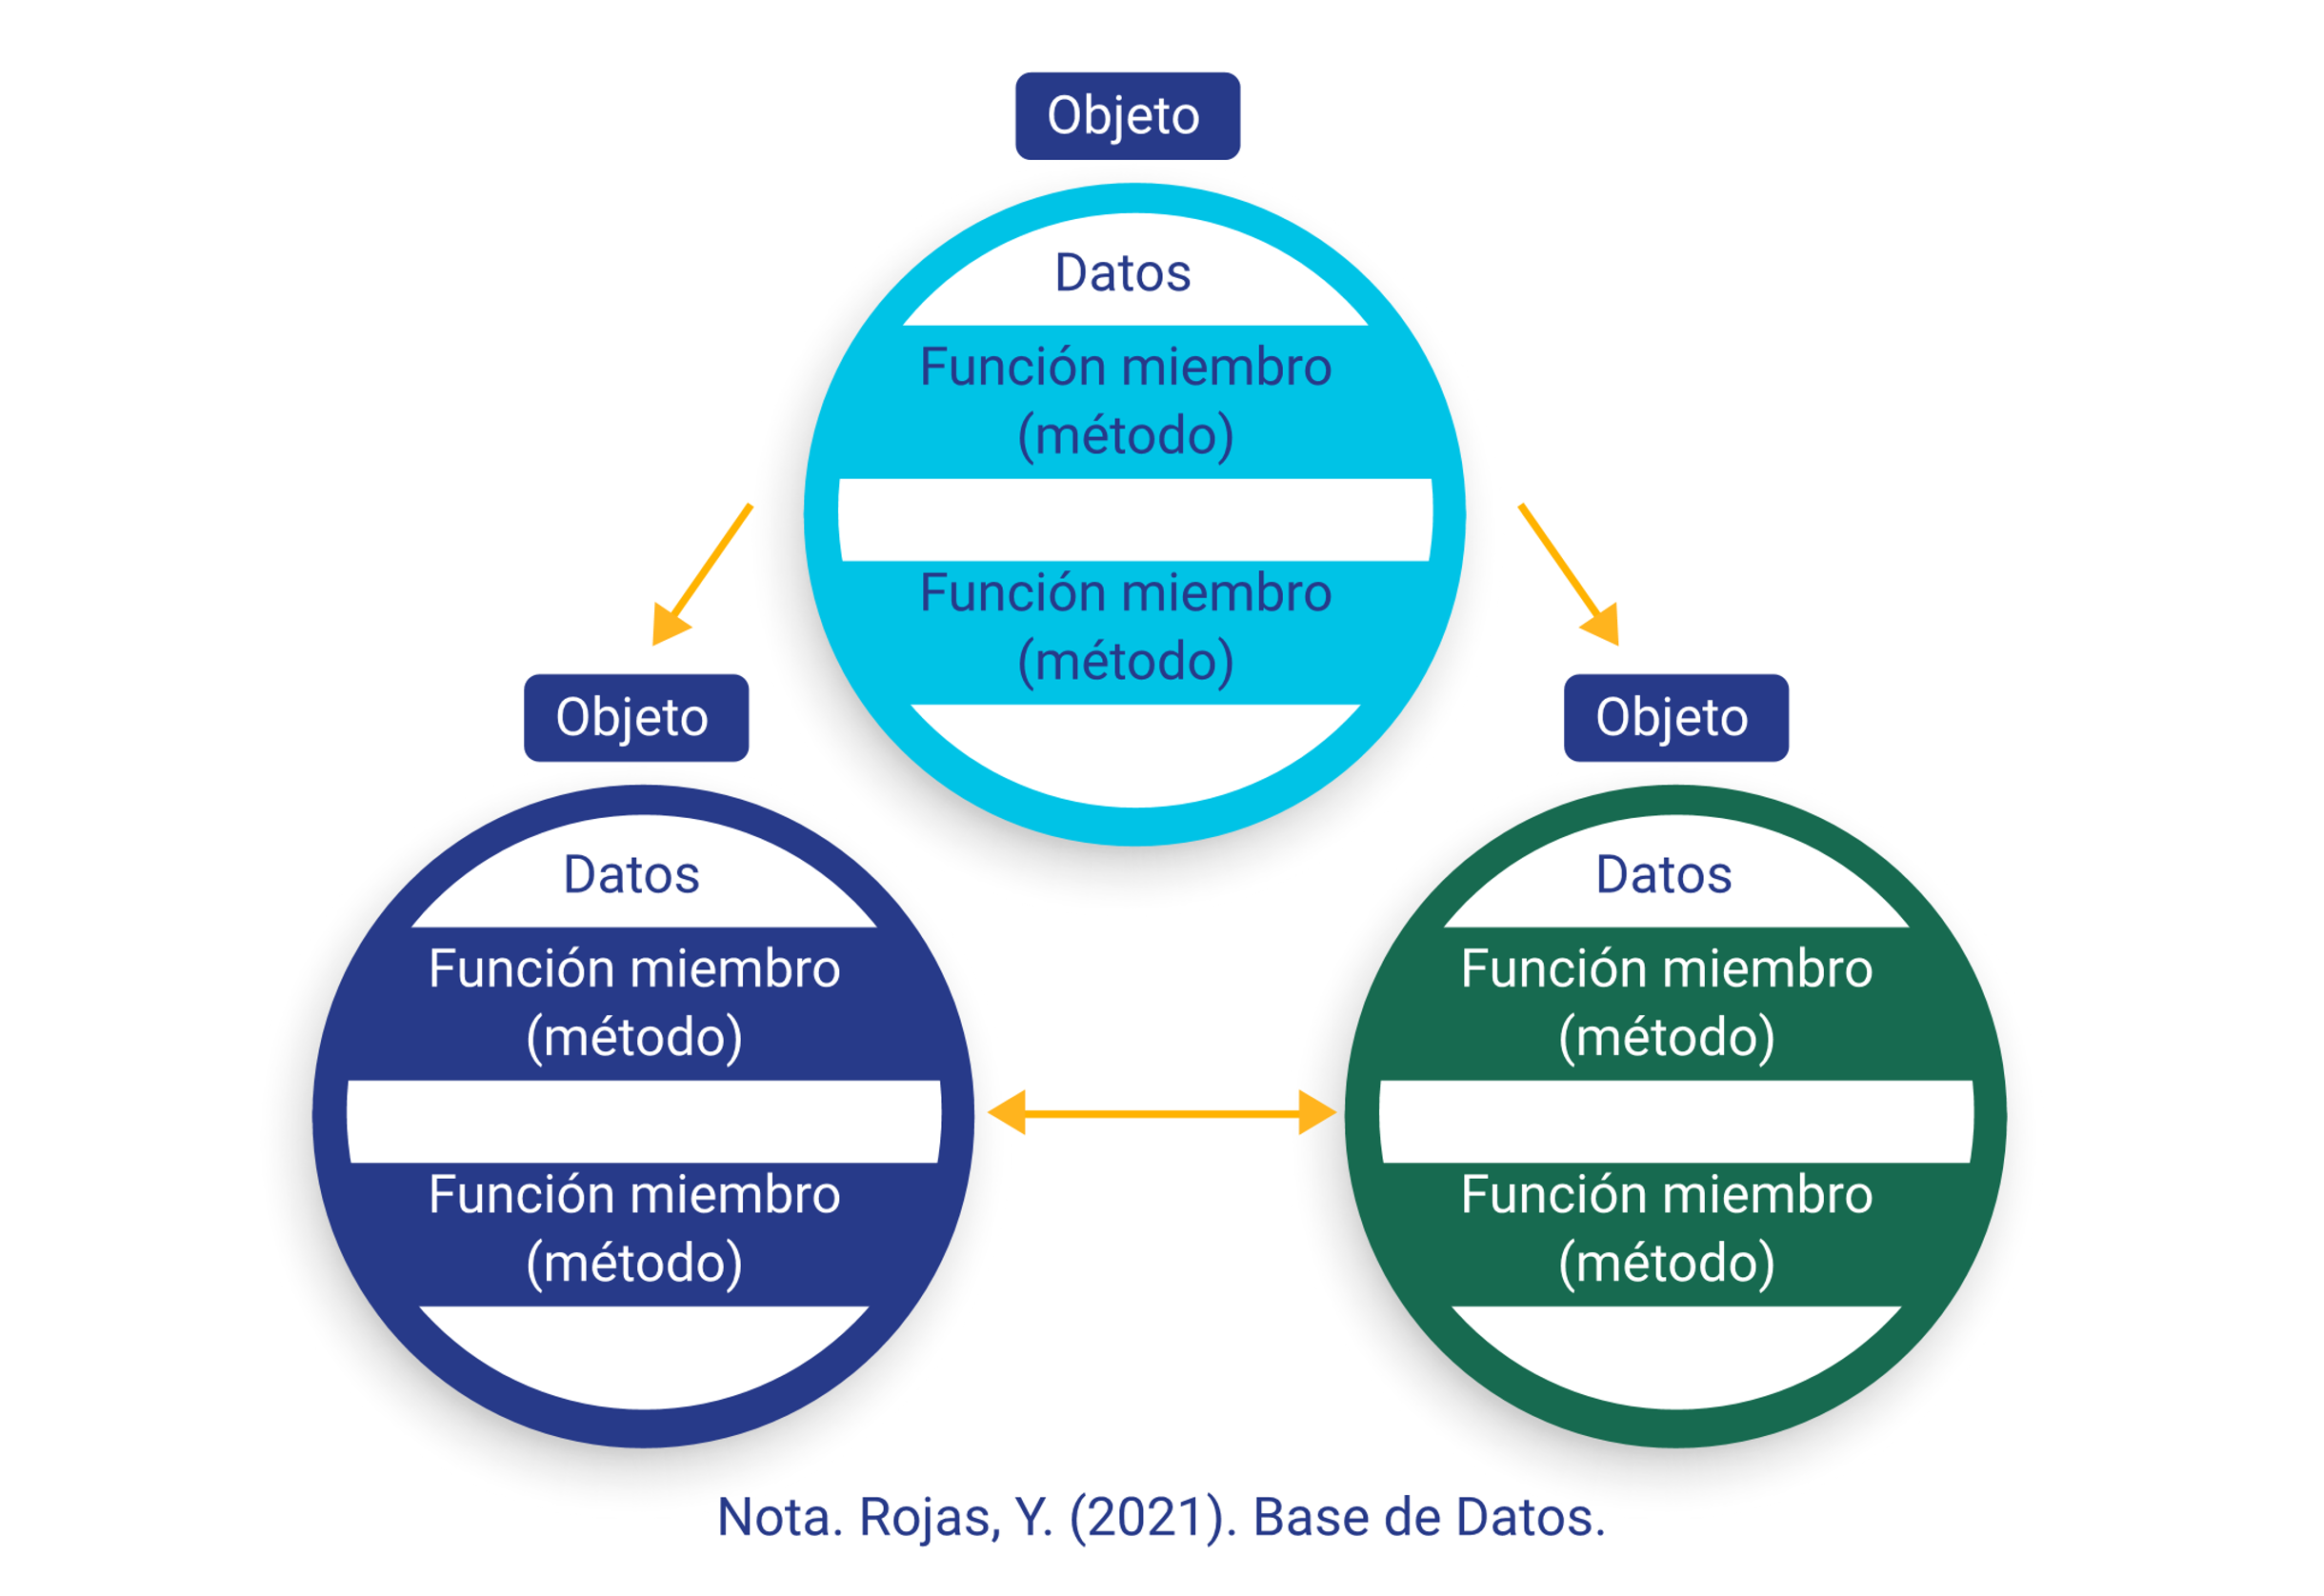 Objeto
Datos
Función miembro
(método)
Función miembro
(método)
Objeto
Datos
Función miembro
(método)
Función miembro
(método)
Objeto
Datos
Función miembro
(método)
Función miembro
(método)
Nota. Rojas, Y. (2021). Base de Datos.